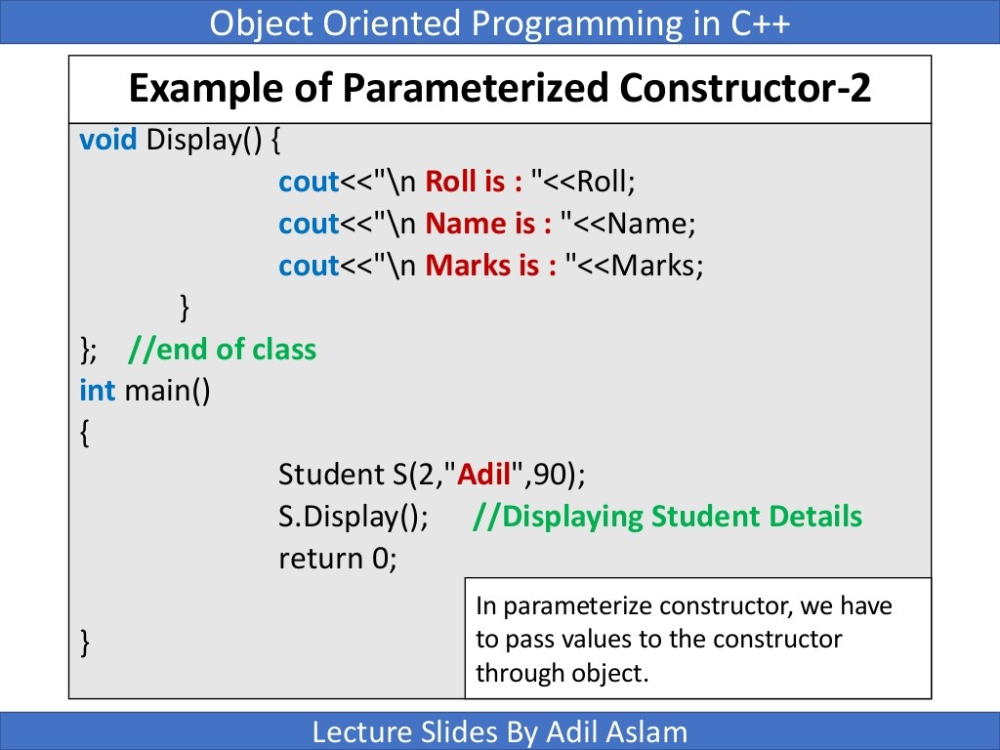 Object Oriented Programming in C++
Example of Parameterized Constructor-2
void Display() {
cout<<"\n Roll is : "<<Roll;
cout<<"\n Name is : "<<Name;
cout<<"\n Marks is : "<<Marks;
}
}; //end of class
int main()
{
Student S(2,"Adil",90);
S.Display(); //Displaying Student Details
return 0;
}
In parameterize constructor, we have
to pass values to the constructor
through object.
Lecture Slides By Adil Aslam